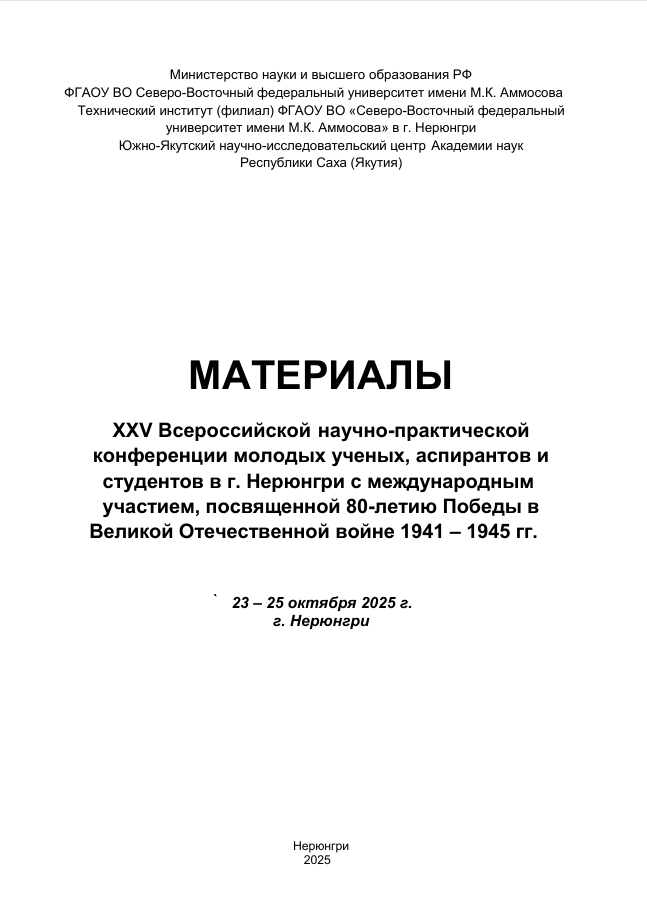 Министерство науки и высшего образования РФ
ФГАОУ ВО Северо-Восточный федеральный университет имени М.К. Аммосова
Технический институт (филиал) ФГАОУ ВО «Северо-Восточный федеральный
университет имени М.К. Аммосова» в г. Нерюнгри
Южно-Якутский научно-исследовательский центр Академии наук
Республики Саха (Якутия)
МАТЕРИАЛЫ
XXV Всероссийской научно-практической
конференции молодых ученых, аспирантов и
студентов в г. Нерюнгри с международным
участием, посвященной 80-летию Победы в
Великой Отечественной войне 1941 – 1945 гг.
` 23 – 25 октября 2025 г.
г. Нерюнгри
Нерюнгри
2025